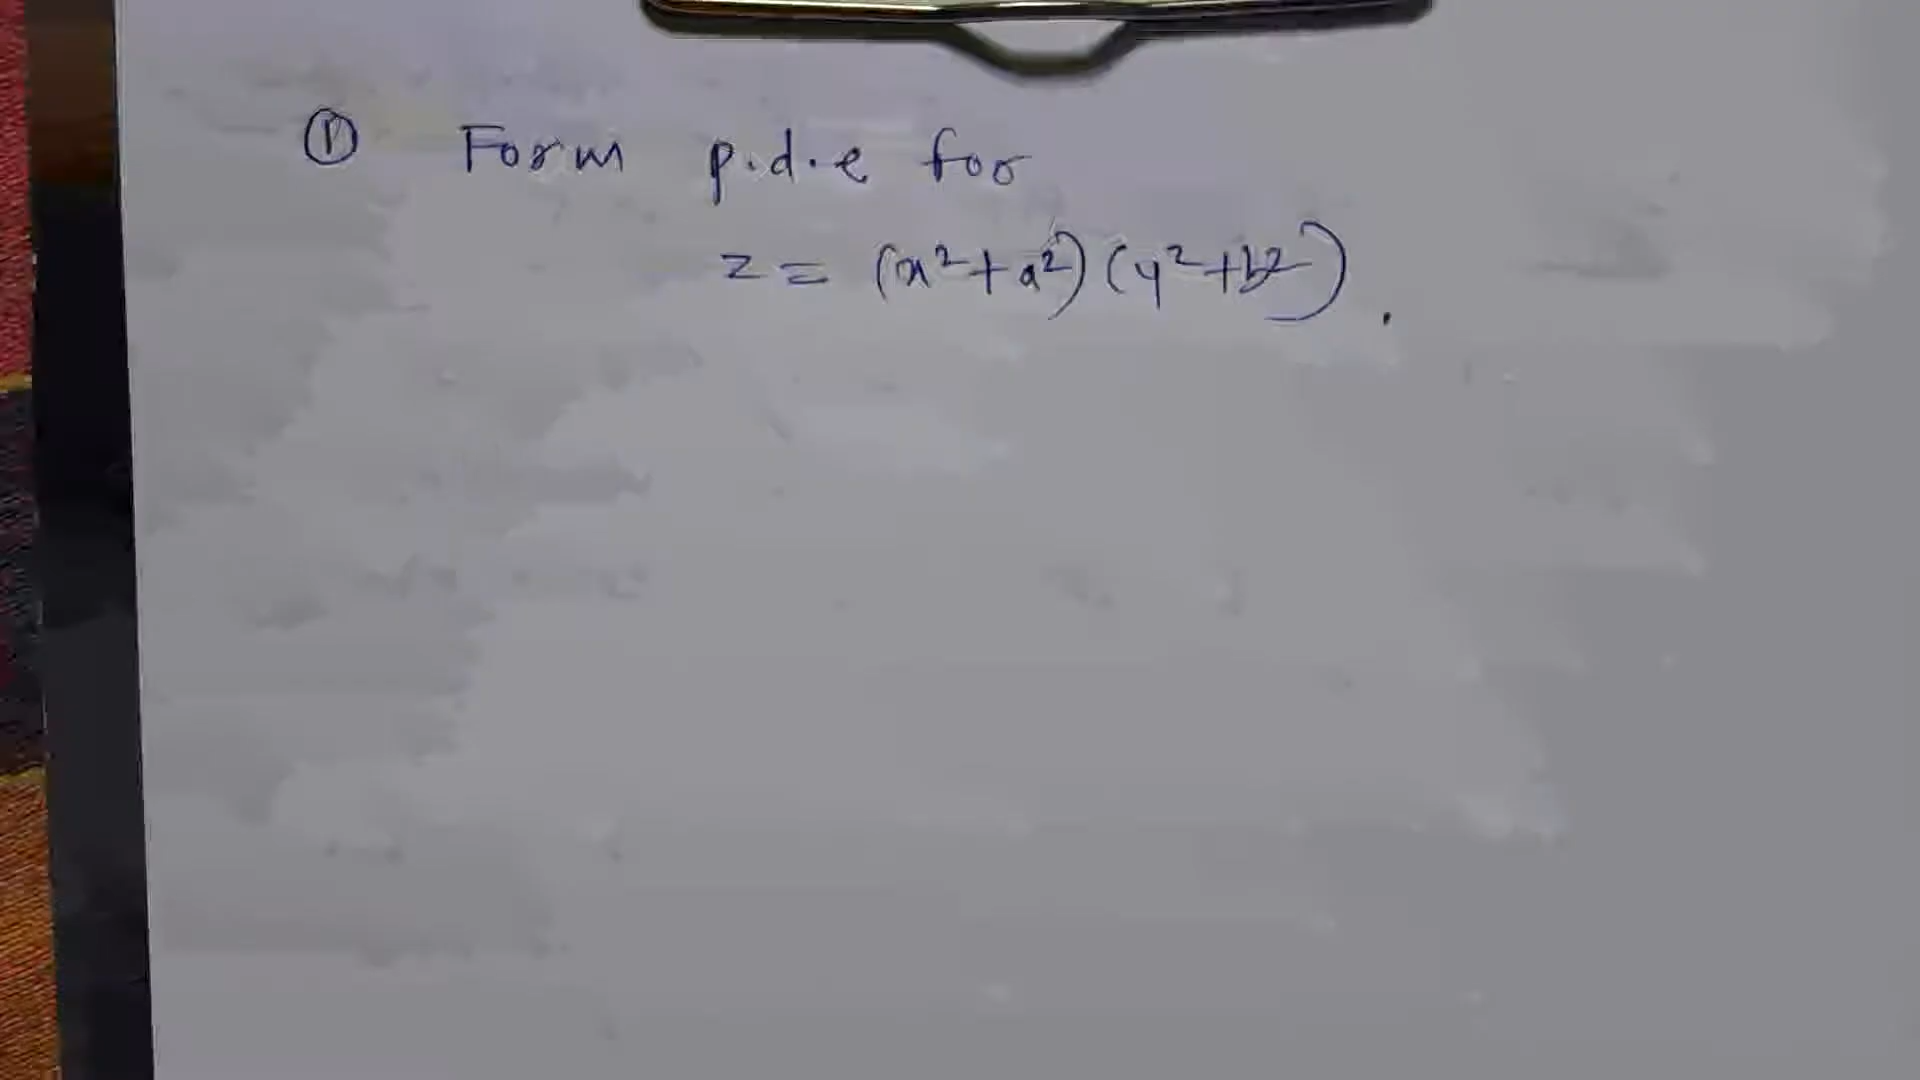 ① Form p.d.e for
z = (x²+a²)(y²+b²).